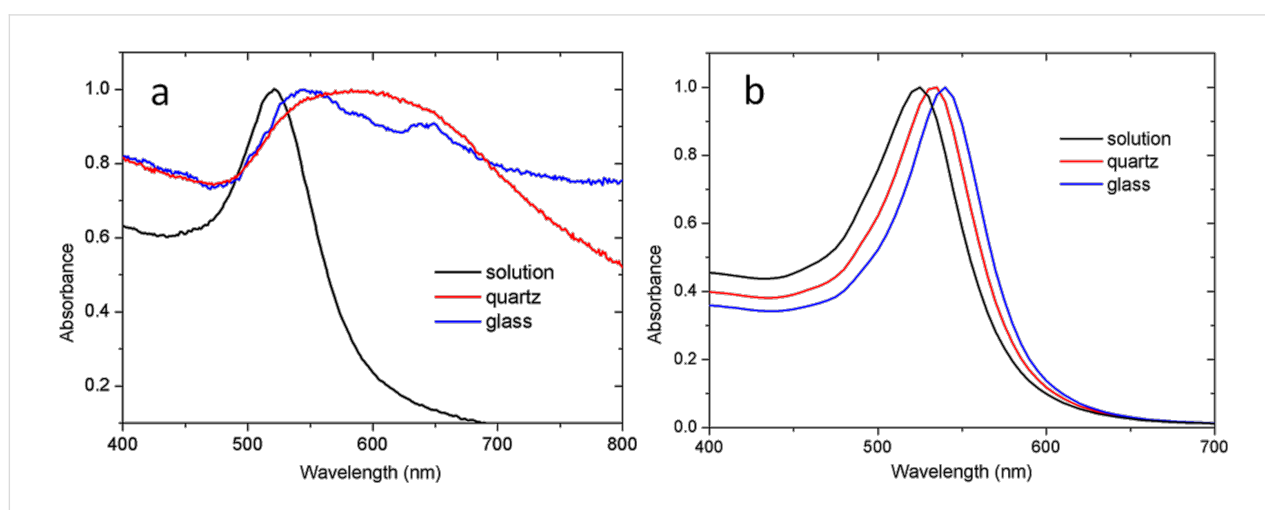 a
1.0
0.8
0.6
0.4
0.2
Absorbance
solution
quartz
glass
400 500 600 700 800
Wavelength (nm)
b
1.0
0.8
0.6
0.4
0.2
0.0
Absorbance
solution
quartz
glass
400 500 600 700
Wavelength (nm)